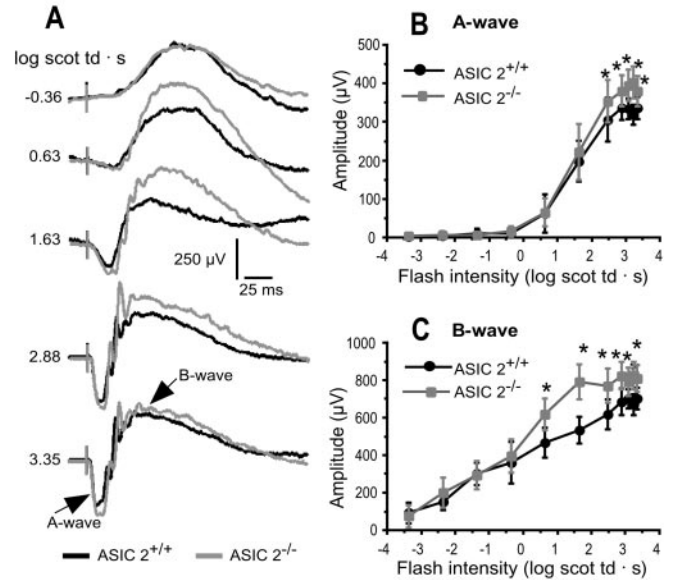 A
log scot td · s
-0.36
0.63
1.63
250 µV
25 ms
2.88
B-wave
3.35
A-wave
ASIC 2+/+ ASIC 2-/-
B A-wave
Amplitude (µV)
500
400
300
200
100
0
ASIC 2+/+
ASIC 2-/-
* * * * *
-4 -3 -2 -1 0 1 2 3 4
Flash intensity (log scot td · s)
C B-wave
Amplitude (µV)
1000
800
600
400
200
0
ASIC 2+/+
ASIC 2-/-
* * * * * *
-4 -3 -2 -1 0 1 2 3 4
Flash intensity (log scot td · s)